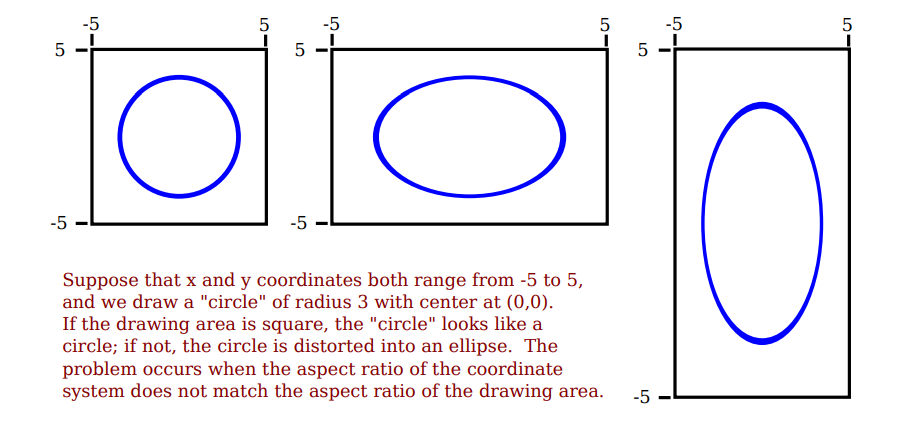 -5 5 -5 5 -5 5
5 5 5
-5 -5
Suppose that x and y coordinates both range from -5 to 5,
and we draw a "circle" of radius 3 with center at (0,0).
If the drawing area is square, the "circle" looks like a
circle; if not, the circle is distorted into an ellipse.  The
problem occurs when the aspect ratio of the coordinate
system does not match the aspect ratio of the drawing area.
-5